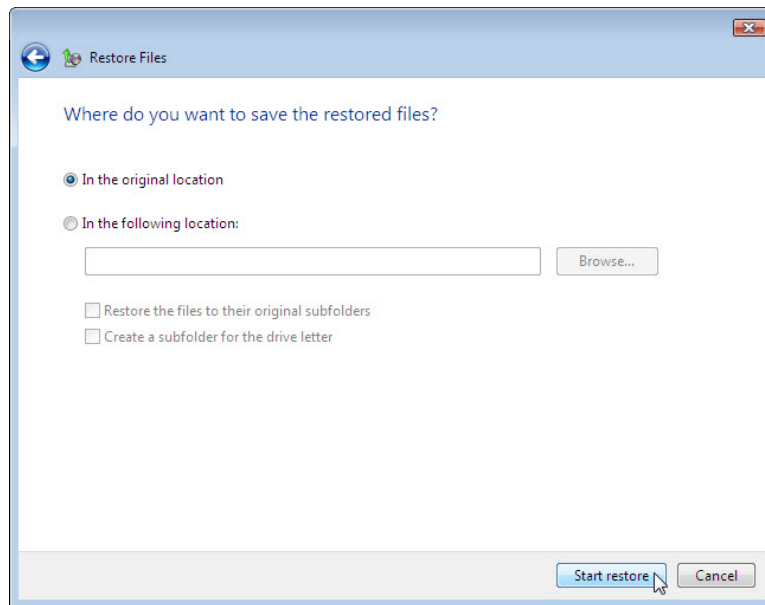 Restore Files
Where do you want to save the restored files?
In the original location
In the following location:
Browse...
Restore the files to their original subfolders
Create a subfolder for the drive letter
Start restore Cancel